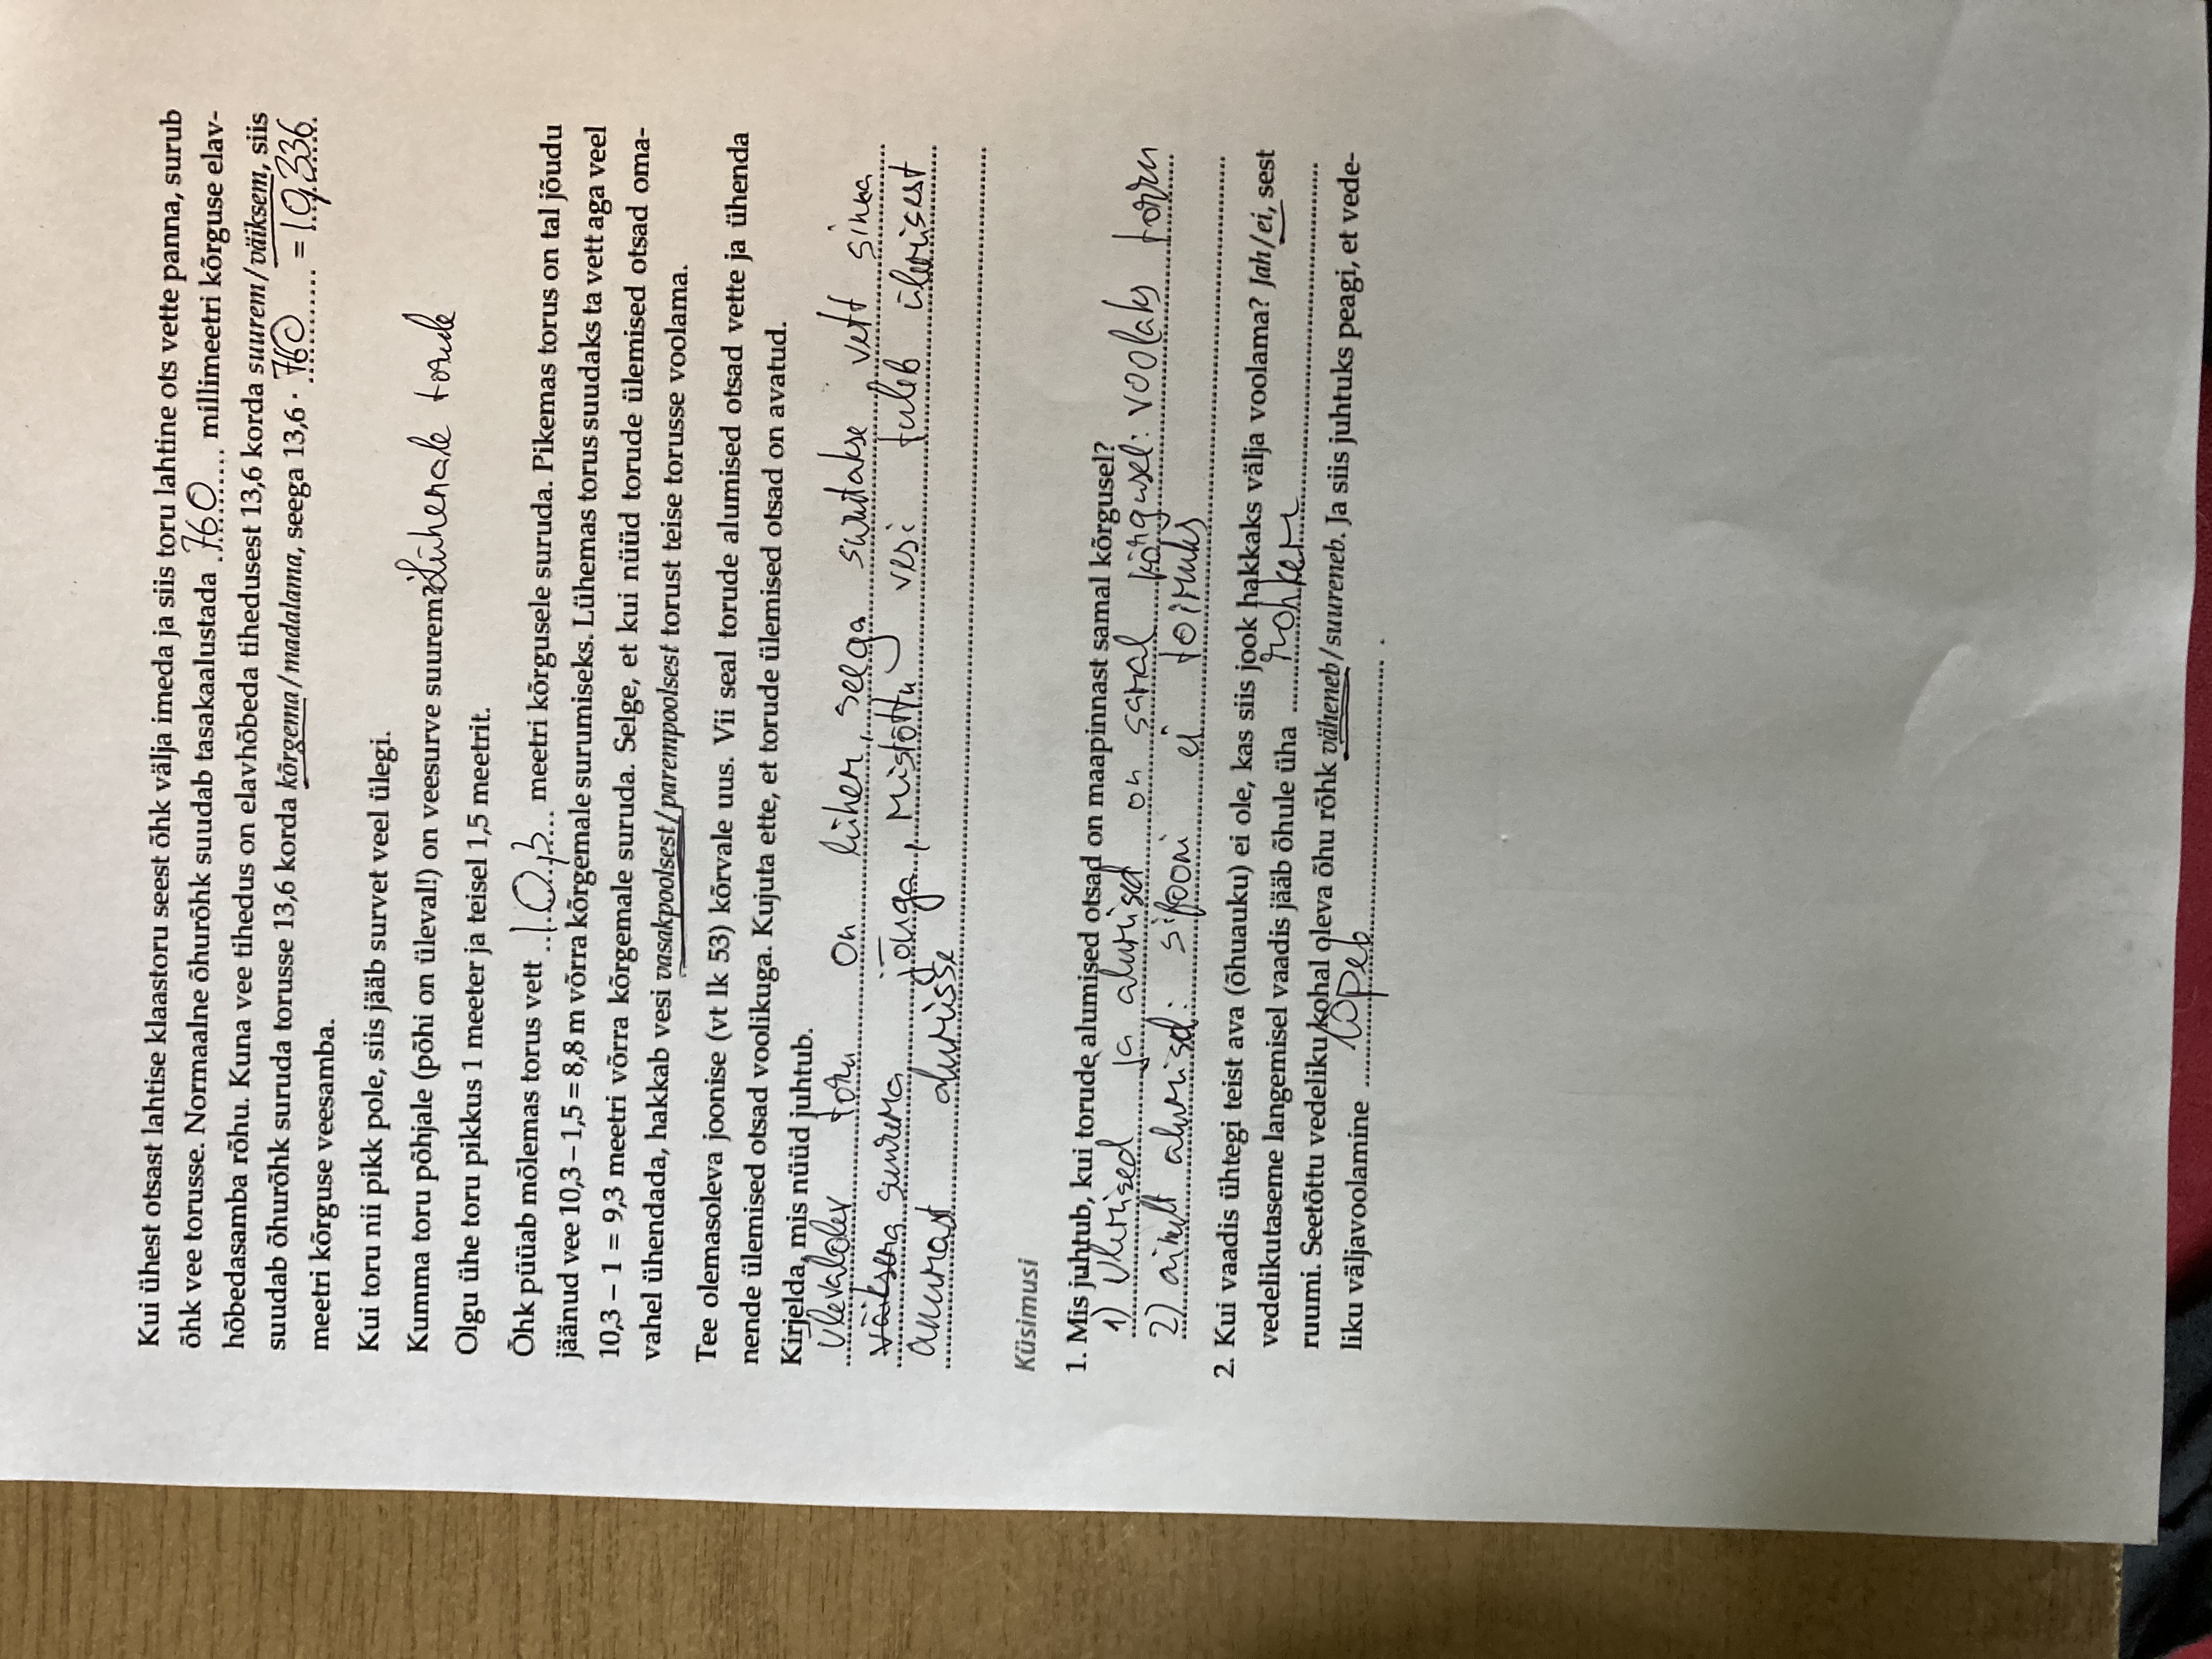 Kui ühest otsast lahtise klaastoru seest õhk välja imeda ja siis toru lahtine ots vette panna, surub
õhk vee torusse. Normaalne õhurõhk suudab tasakaalustada 760 millimeetri kõrguse elav-
hõbedasamba rõhu. Kuna vee tihedus on elavhõbeda tihedusest 13,6 korda suurem/väiksem, siis
suudab õhurõhk suruda torusse 13,6 korda kõrgema/madalama, seega 13,6 · 760 = 10,336
meetri kõrguse veesamba.
Kui toru nii pikk pole, siis jääb survet veel ülegi.
Kumma toru põhjale (põhi on üleval!) on veesurve suurem? Lühemale torule
Olgu ühe toru pikkus 1 meeter ja teisel 1,5 meetrit.
Õhk püüab mõlemas torus vett 10,3 meetri kõrgusele suruda. Pikemas torus on tal jõudu
jäänud vee 10,3 – 1,5 = 8,8 m võrra kõrgemale surumiseks. Lühemas torus suudaks ta vett aga veel
10,3 – 1 = 9,3 meetri võrra kõrgemale suruda. Selge, et kui nüüd torude ülemised otsad oma-
vahel ühendada, hakkab vesi vasakpoolsest/parempoolsest torust teise torusse voolama.
Tee olemasoleva joonise (vt lk 53) kõrvale uus. Vii seal torude alumised otsad vette ja ühenda
nende ülemised otsad voolikuga. Kujuta ette, et torude ülemised otsad on avatud.
Kirjelda, mis nüüd juhtub.
Ülevalolev toru on lühem, seega surutakse vett sinna
väiksema suurema jõuga, mistõttu vesi tuleb ülemisest
anumast alumisse
Küsimusi
1. Mis juhtub, kui torude alumised otsad on maapinnast samal kõrgusel?
1) Ülemised ja alumised on samal kõrgusel: voolaks
2) ainult alumised: sifooni ei toimuks
2. Kui vaadis ühtegi teist ava (õhuauku) ei ole, kas siis jook hakkaks välja voolama? Jah/ei, sest
vedelikutaseme langemisel vaadis jääb õhule üha rohkem
ruumi. Seetõttu vedeliku kohal oleva õhu rõhk väheneb/suureneb. Ja siis juhtuks peagi, et vede-
liku väljavoolamine lõpeb .